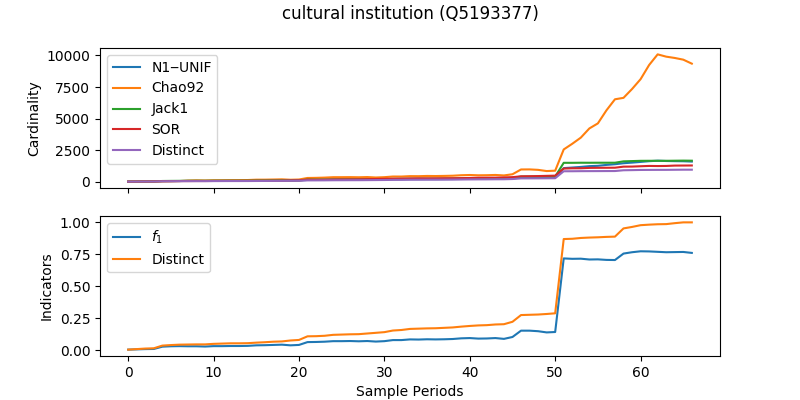 cultural institution (Q5193377)
Cardinality
10000
7500
5000
2500
0
N1‒UNIF
Chao92
Jack1
SOR
Distinct
Indicators
1.00
0.75
0.50
0.25
0.00
f1
Distinct
0 10 20 30 40 50 60
Sample Periods